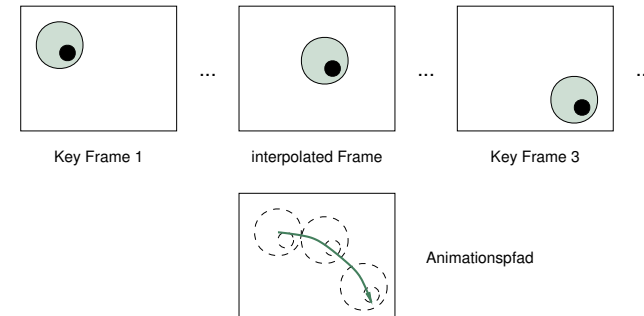 ... ... ..
Key Frame 1
interpolated Frame
Key Frame 3
Animationspfad